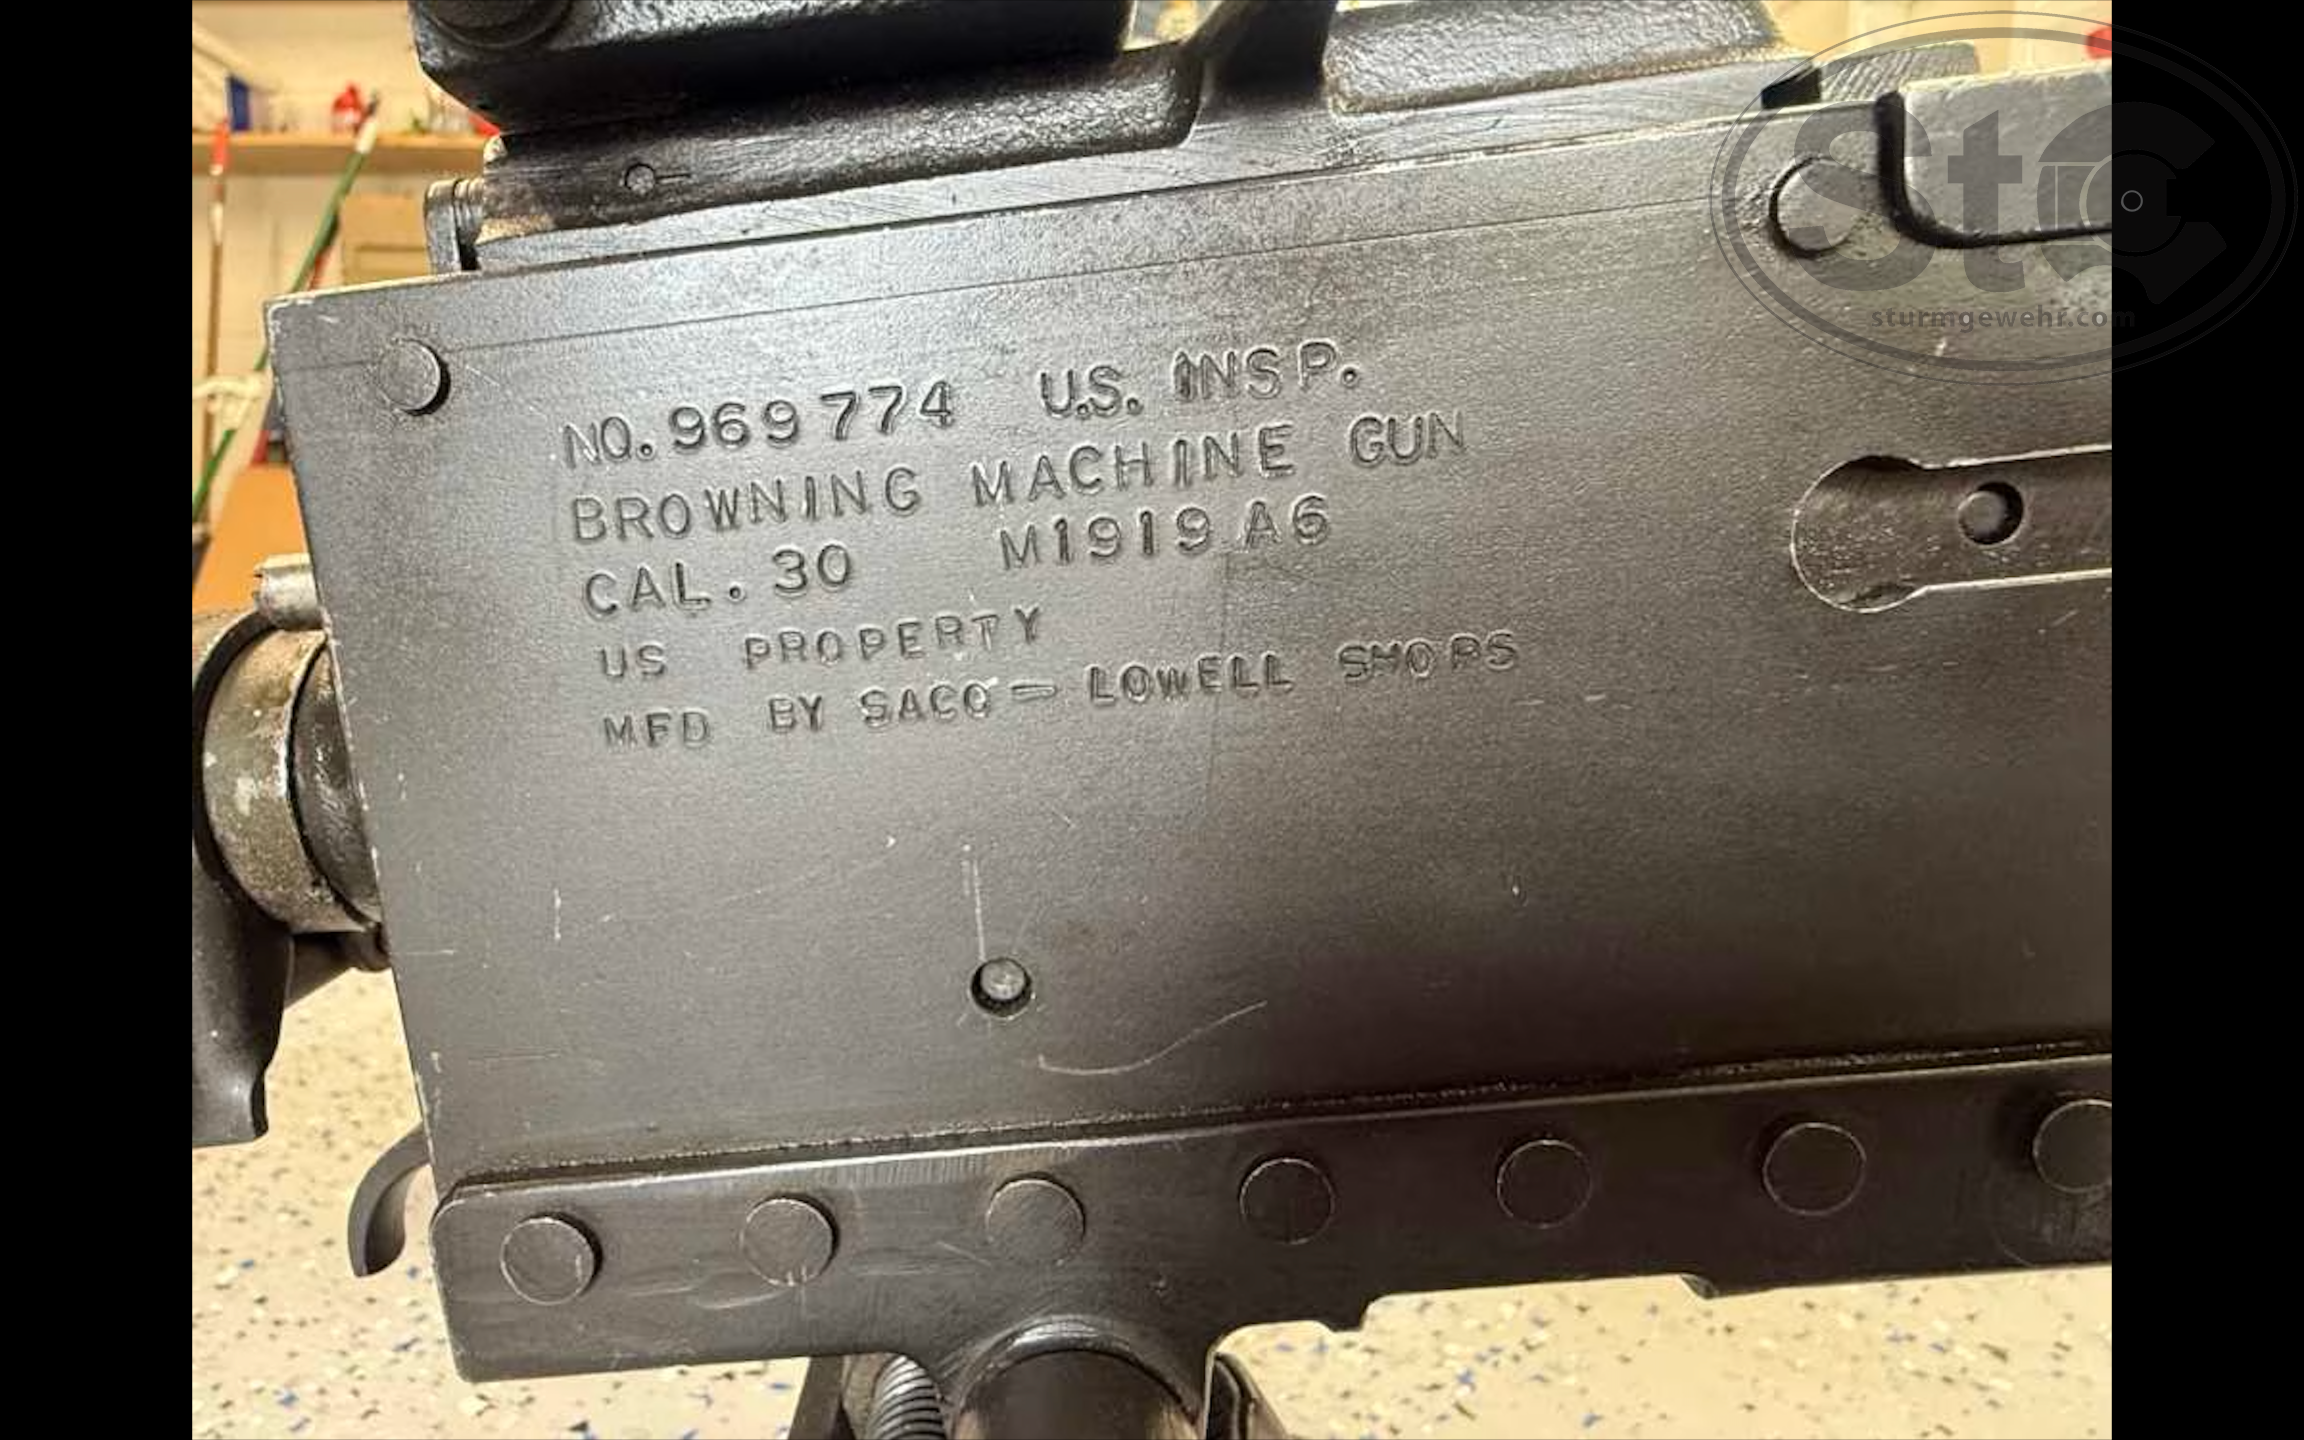 StG
sturmgewehr.com
NO. 969774 U.S. INSP.
BROWNING MACHINE GUN
CAL. 30 M1919 A6
US PROPERTY
MFD BY SACO - LOWELL SHOPS